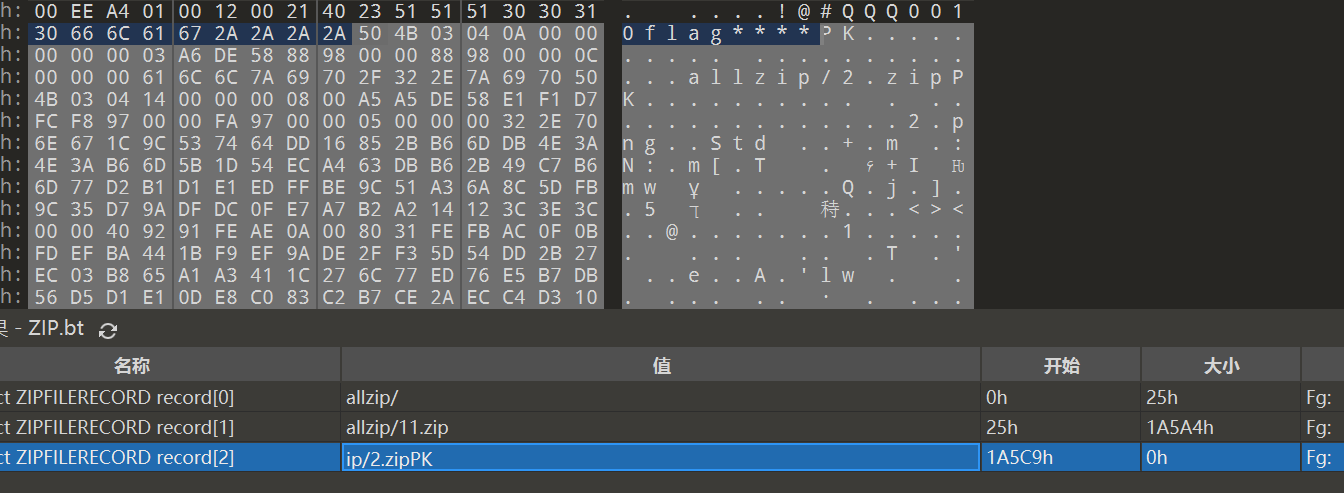 h: 00 EE A4 01 00 12 00 21 40 23 51 51 51 30 30 31 . . . . . . ! @ # Q Q Q 0 0 1
h: 30 66 6C 61 67 2A 2A 2A 2A 50 4B 03 04 0A 00 00 0 f l a g * * * * P K . . . . .
h: 00 00 00 03 A6 DE 58 88 98 00 00 88 98 00 00 0C
h: 00 00 00 61 6C 6C 7A 69 70 2F 32 2E 7A 69 70 50 . . . a l l z i p / 2 . z i p P
h: 4B 03 04 14 00 00 00 08 00 A5 A5 DE 58 E1 F1 D7 K . . . . . . . . . . . . .
h: FC F8 97 00 00 FA 97 00 00 05 00 00 00 32 2E 70 . . . . . . . . . . . . . 2 . p
h: 6E 67 1C 9C 53 74 64 DD 16 85 2B B6 6D DB 4E 3A n g . . S t d . . + . m . :
h: 4E 3A B6 6D 5B 1D 54 EC A4 63 DB B6 2B 49 C7 B6 N : . m [ . T . + I
h: 6D 77 D2 B1 D1 E1 ED FF BE 9C 51 A3 6A 8C 5D FB m w . . . . . Q . j . ] .
h: 9C 35 D7 9A DF DC 0F E7 A7 B2 A2 14 12 3C 3E 3C . 5 . . . . . < > <
h: 00 00 40 92 91 FE AE 0A 00 80 31 FE FB AC 0F 0B . . @ . . . . . . . 1 . . . . .
h: FD EF BA 44 1B F9 EF 9A DE 2F F3 5D 54 DD 2B 27 . . . . . . . . . T . '
h: EC 03 B8 65 A1 A3 41 1C 27 6C 77 ED 76 E5 B7 DB . . . e . . A . ' l w . .
h: 56 D5 D1 E1 0D E8 C0 83 C2 B7 CE 2A EC C4 D3 10
果 - ZIP.bt
名称 值 开始 大小
ct ZIPFILERECORD record[0] allzip/ 0h 25h Fg:
ct ZIPFILERECORD record[1] allzip/11.zip 25h 1A5A4h Fg:
ct ZIPFILERECORD record[2] ip/2.zipPK 1A5C9h 0h Fg: